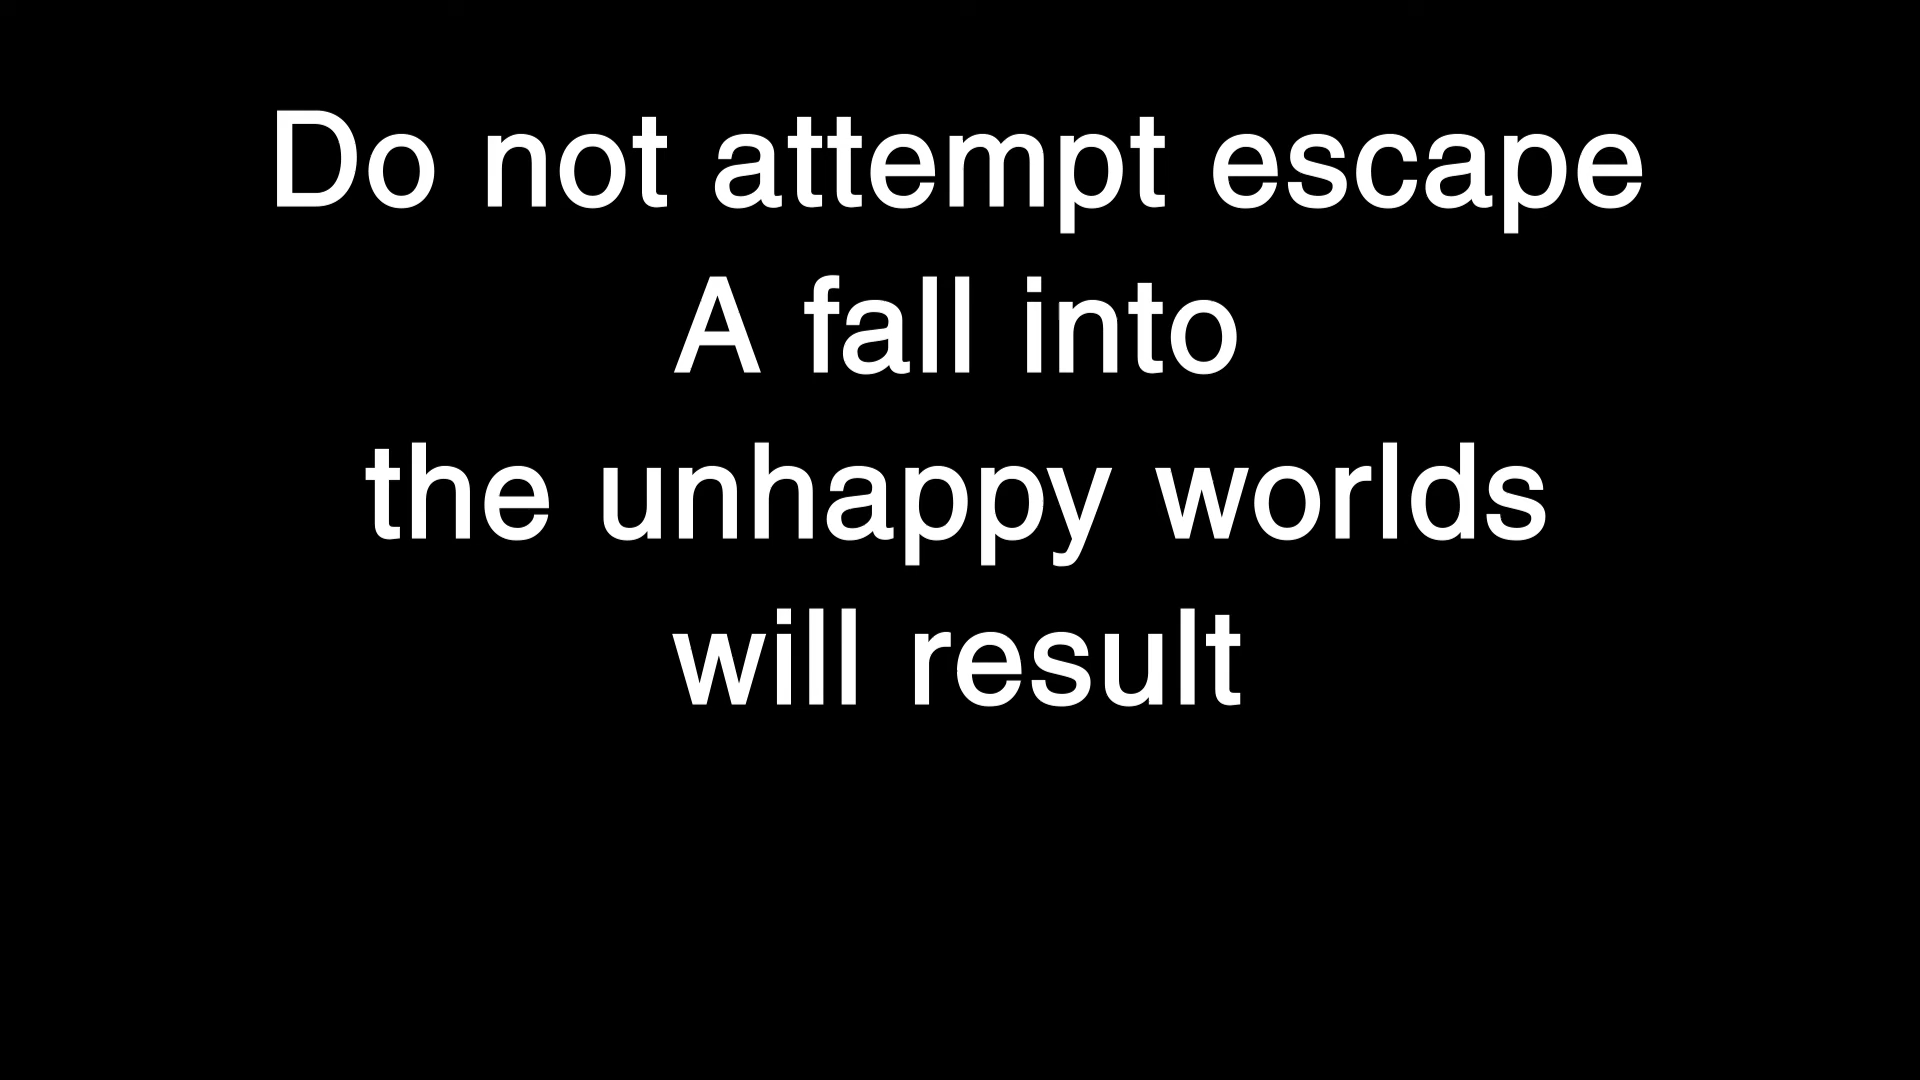 Do not attempt escape
A fall into
the unhappy worlds
will result